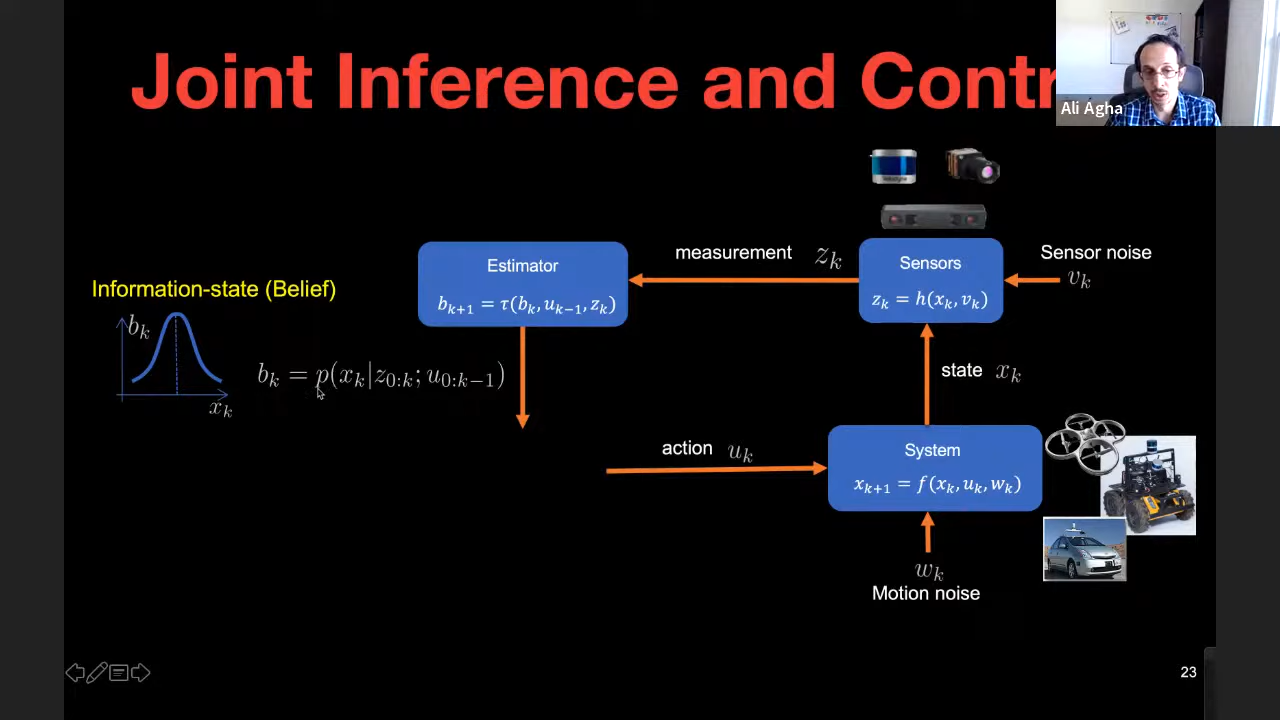 Joint Inference and Contr
Ali Agha
measurement z_k
Sensors
z_k = h(x_k, v_k)
Sensor noise
v_k
Estimator
b_{k+1} = τ(b_k, u_{k−1}, z_k)
Information-state (Belief)
b_k
x_k
b_k = p(x_k|z_{0:k}; u_{0:k−1})
state x_k
action u_k
System
x_{k+1} = f(x_k, u_k, w_k)
w_k
Motion noise
23